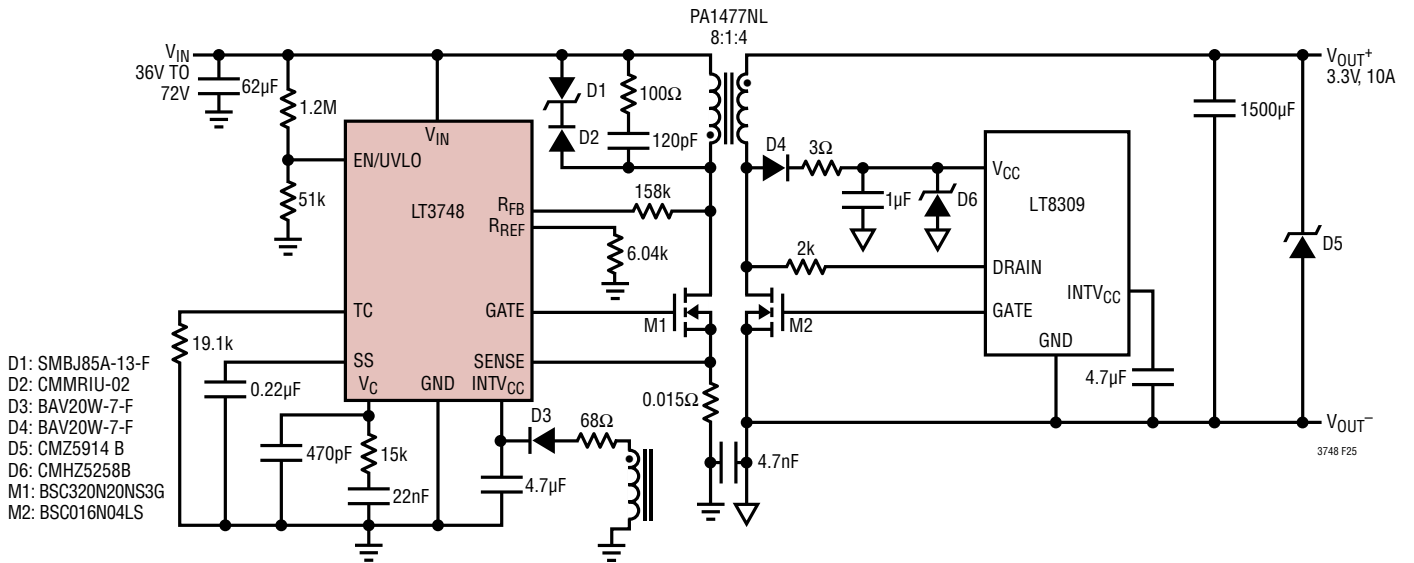 PA1477NL
8:1:4
VIN
36V TO
72V
62µF
1.2M
51k
VIN
EN/UVLO
LT3748
RFB
RREF
TC
GATE
SS
SENSE
VC
GND
INTVCC
D1
D2
100Ω
120pF
158k
6.04k
M1
0.015Ω
19.1k
0.22µF
470pF
15k
22nF
D3
68Ω
4.7µF
4.7nF
D4
3Ω
1µF
D6
2k
M2
VCC
LT8309
DRAIN
INTVCC
GATE
GND
4.7µF
1500µF
D5
VOUT+
3.3V, 10A
VOUT–
3748 F25
D1: SMBJ85A-13-F
D2: CMMRIU-02
D3: BAV20W-7-F
D4: BAV20W-7-F
D5: CMZ5914 B
D6: CMHZ5258B
M1: BSC320N20NS3G
M2: BSC016N04LS